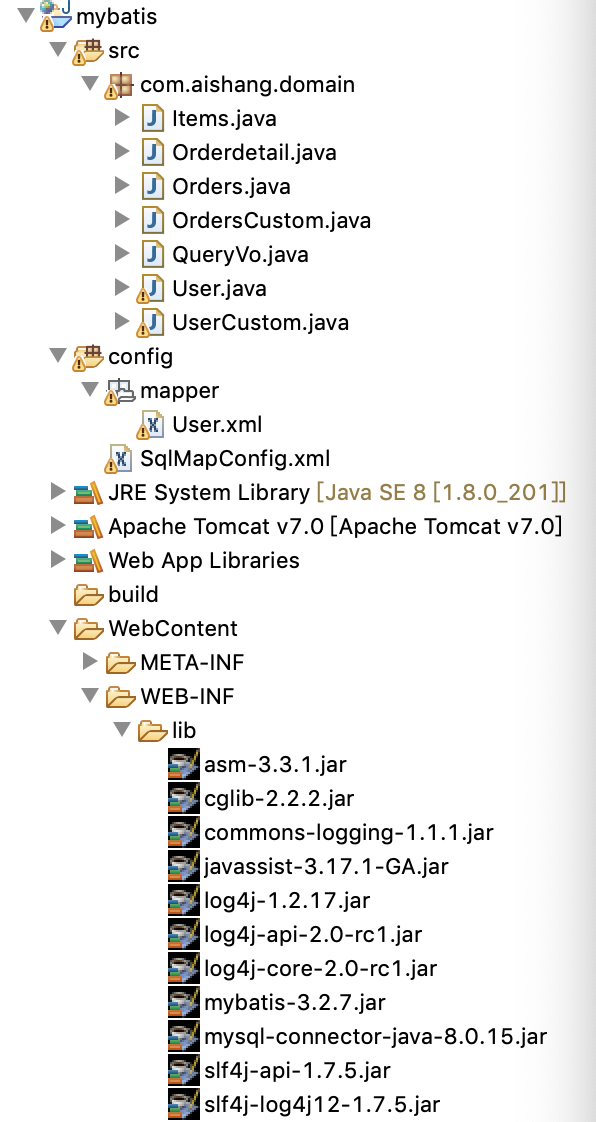 mybatis
src
com.aishang.domain
Items.java
Orderdetail.java
Orders.java
OrdersCustom.java
QueryVo.java
User.java
UserCustom.java
config
mapper
User.xml
SqlMapConfig.xml
JRE System Library [Java SE 8 [1.8.0_201]]
Apache Tomcat v7.0 [Apache Tomcat v7.0]
Web App Libraries
build
WebContent
META-INF
WEB-INF
lib
asm-3.3.1.jar
cglib-2.2.2.jar
commons-logging-1.1.1.jar
javassist-3.17.1-GA.jar
log4j-1.2.17.jar
log4j-api-2.0-rc1.jar
log4j-core-2.0-rc1.jar
mybatis-3.2.7.jar
mysql-connector-java-8.0.15.jar
slf4j-api-1.7.5.jar
slf4j-log4j12-1.7.5.jar